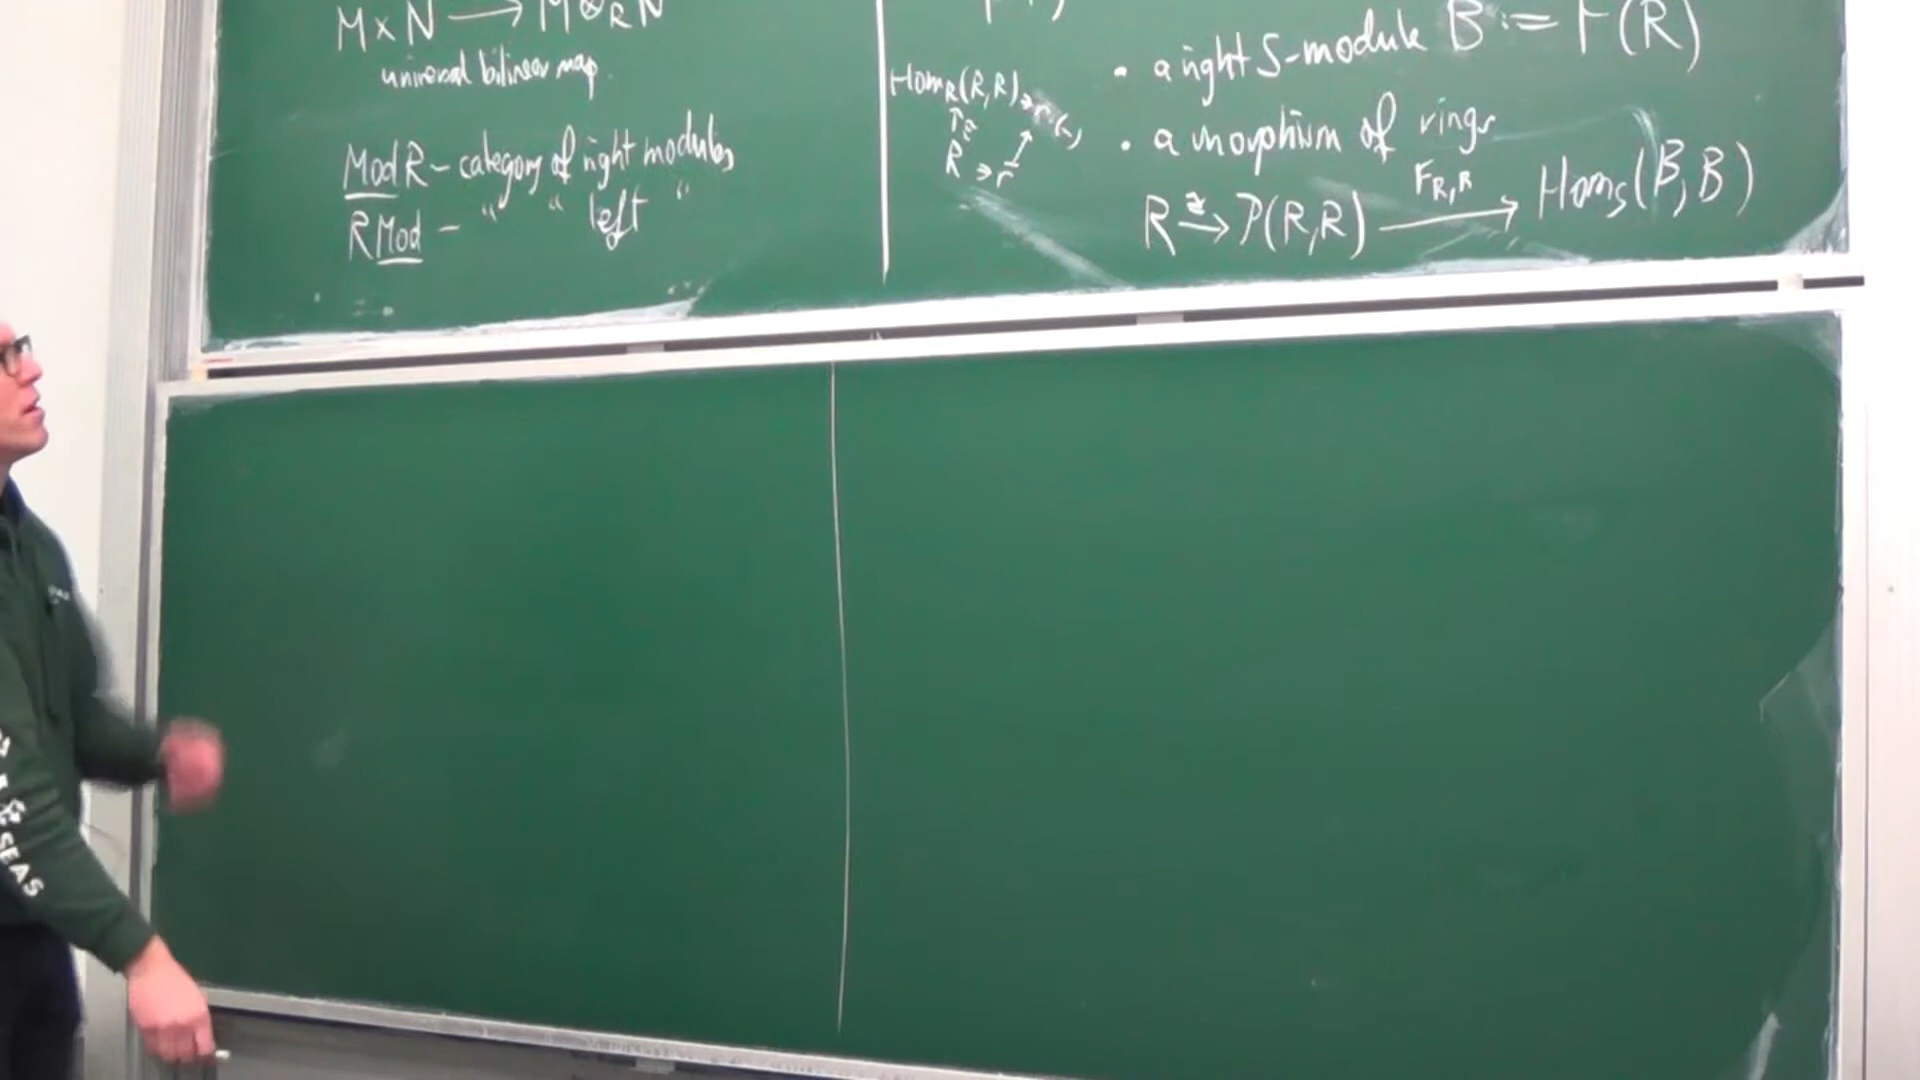 M × N ⟶ M ⊗_R N
universal bilinear map.
Mod R – category of right modules
R Mod – " " left "
Hom_R(R,R) ∋ r·(-)
↑≅
R ∋ r
• a right S-module B := F(R)
• a morphism of rings
R ≅→ P(R,R) F_{R,R}⟶ Hom_S(B,B)
SEAS